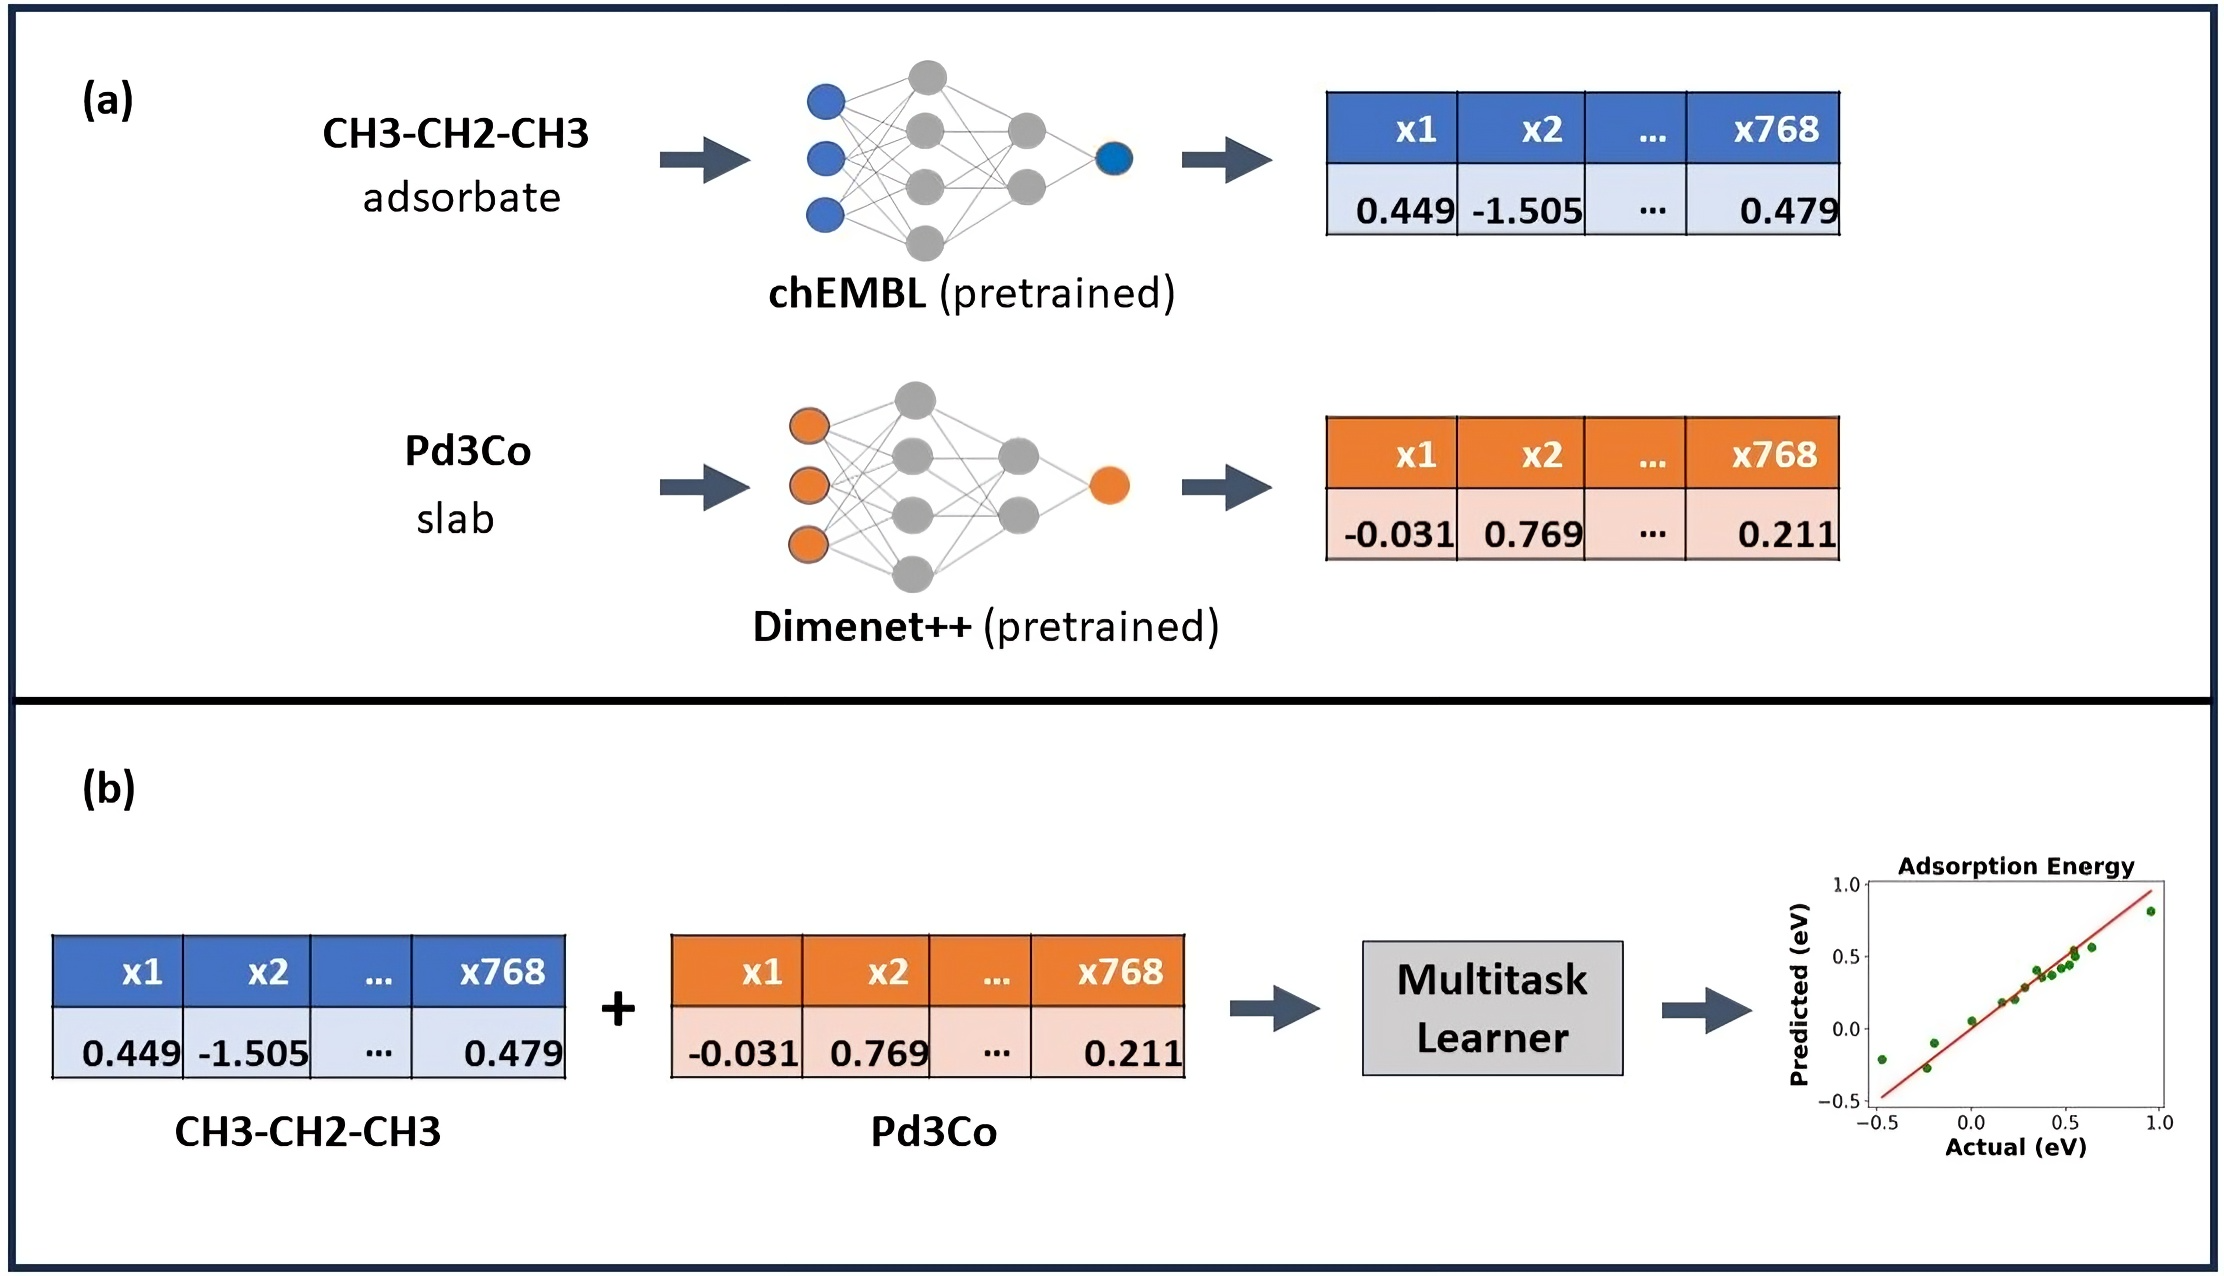 (a)
CH3-CH2-CH3
adsorbate
chEMBL (pretrained)
x1 x2 ... x768
0.449 -1.505 ... 0.479
Pd3Co
slab
Dimenet++ (pretrained)
x1 x2 ... x768
-0.031 0.769 ... 0.211
(b)
x1 x2 ... x768
0.449 -1.505 ... 0.479
CH3-CH2-CH3
+
x1 x2 ... x768
-0.031 0.769 ... 0.211
Pd3Co
Multitask
Learner
Adsorption Energy
Predicted (eV)
1.0
0.5
0.0
−0.5
−0.5 0.0 0.5 1.0
Actual (eV)